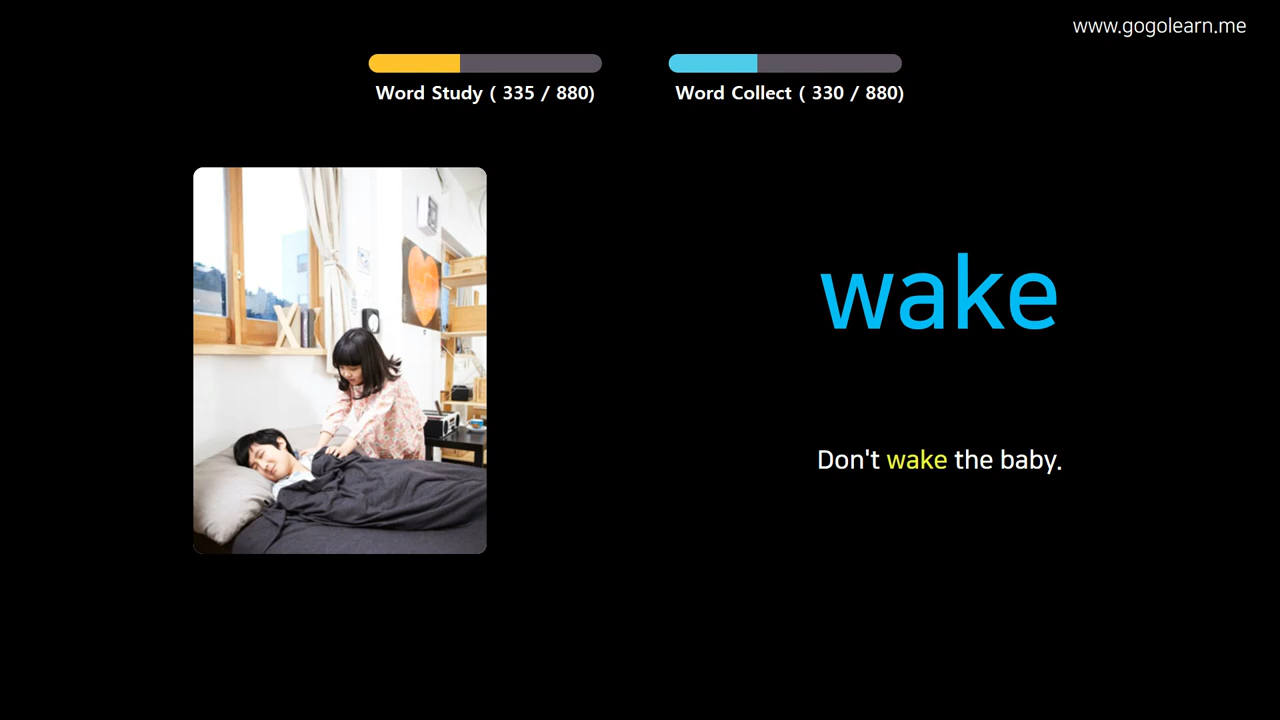 www.gogolearn.me
Word Study ( 335 / 880)
Word Collect ( 330 / 880)
wake
Don't wake the baby.